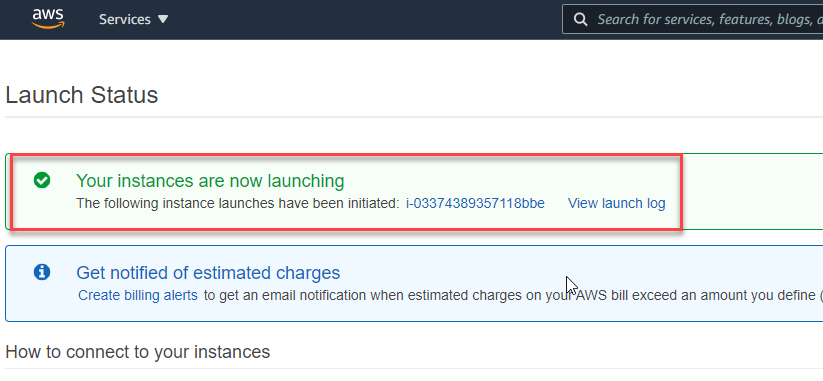 aws Services Search for services, features, blogs,
Launch Status
Your instances are now launching
The following instance launches have been initiated: i-03374389357118bbe View launch log
Get notified of estimated charges
Create billing alerts to get an email notification when estimated charges on your AWS bill exceed an amount you define (
How to connect to your instances